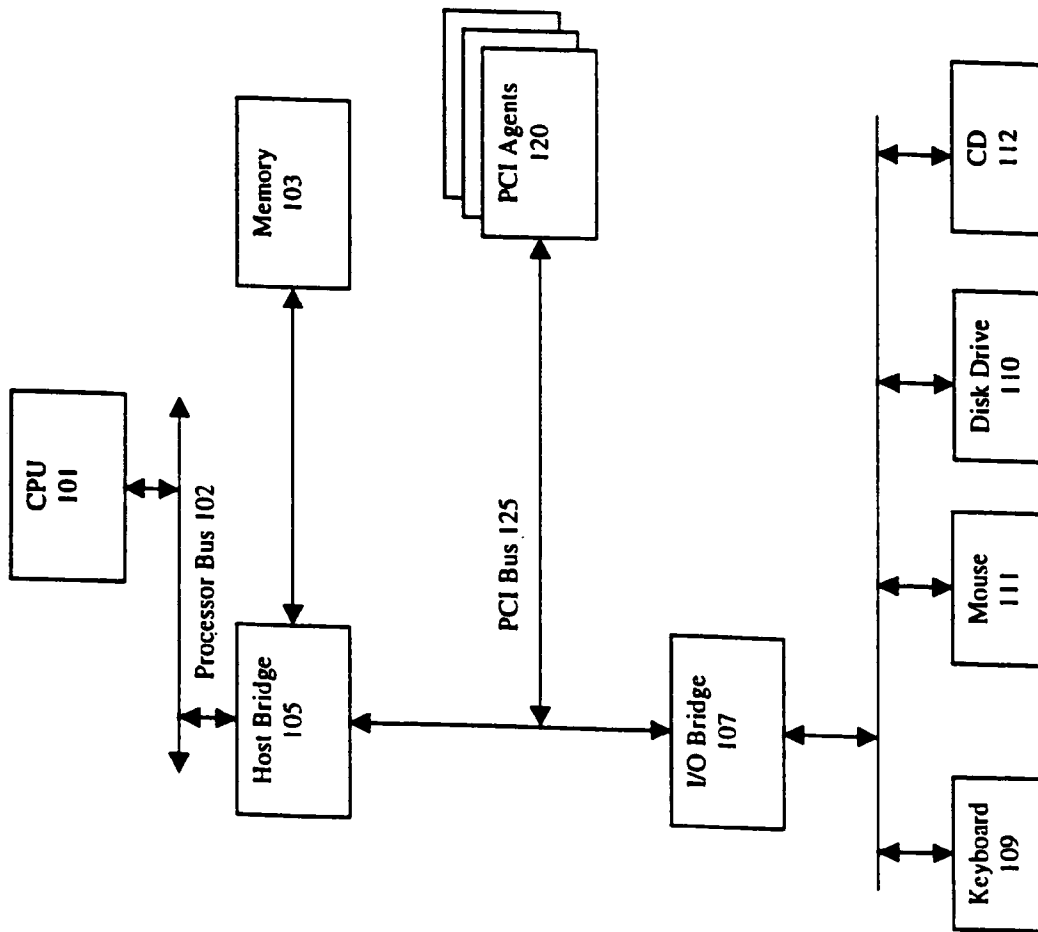 CPU
101
Processor Bus 102
Host Bridge
105
Memory
103
PCI Bus 125
PCI Agents
120
I/O Bridge
107
Keyboard
109
Mouse
111
Disk Drive
110
CD
112